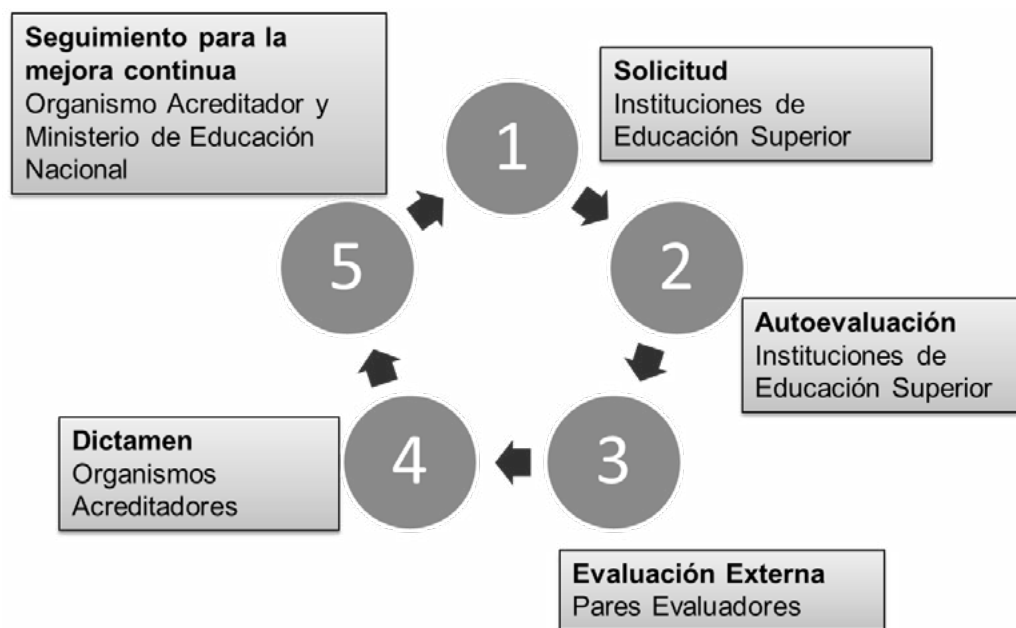 1
Solicitud
Instituciones de
Educación Superior
2
Autoevaluación
Instituciones de
Educación Superior
3
Evaluación Externa
Pares Evaluadores
4
Dictamen
Organismos
Acreditadores
5
Seguimiento para la
mejora continua
Organismo Acreditador y
Ministerio de Educación
Nacional